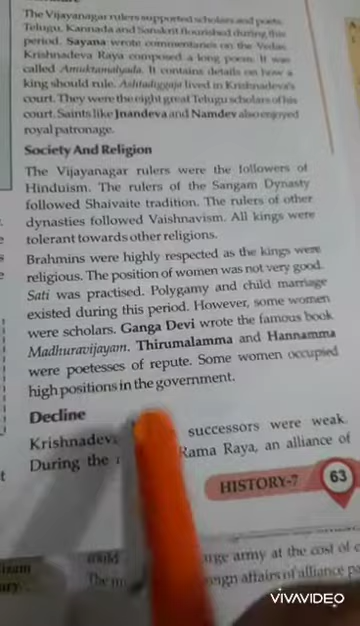 The Vijayanagar rulers supported scholars and poets.
Telugu, Kannada and Sanskrit flourished during this
period. Sayana wrote commentaries on the Vedas.
Krishnadeva Raya composed a long poem. It was
called Amuktamalyada. It contains details on how a
king should rule. Ashtadiggaja lived in Krishnadeva's
court. They were the eight great Telugu scholars of his
court. Saints like Jnandeva and Namdev also enjoyed
royal patronage.
Society And Religion
The Vijayanagar rulers were the followers of
Hinduism. The rulers of the Sangam Dynasty
followed Shaivaite tradition. The rulers of other
dynasties followed Vaishnavism. All kings were
tolerant towards other religions.
Brahmins were highly respected as the kings were
religious. The position of women was not very good.
Sati was practised. Polygamy and child marriage
existed during this period. However, some women
were scholars. Ganga Devi wrote the famous book
Madhuravijayam. Thirumalamma and Hannamma
were poetesses of repute. Some women occupied
high positions in the government.
Decline
successors were weak.
During the Rama Raya, an alliance of
HISTORY-7 63
army at the cost of
affairs of alliance
VIVAVIDEO